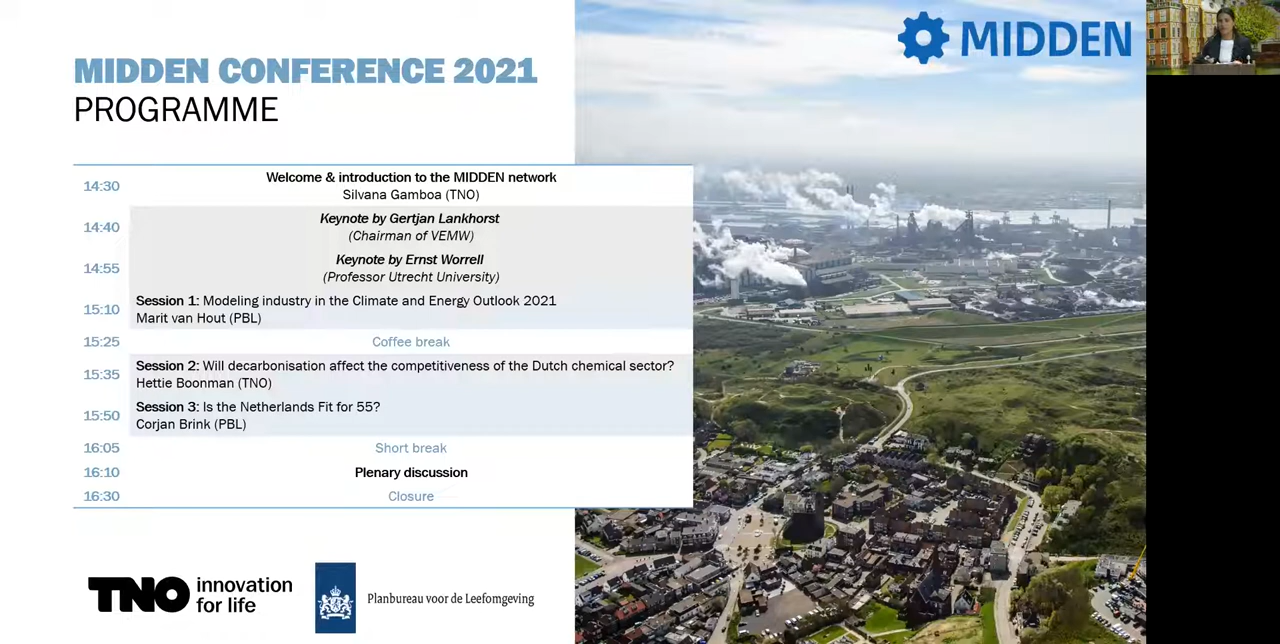 MIDDEN
MIDDEN CONFERENCE 2021
PROGRAMME
14:30
Welcome & introduction to the MIDDEN network
Silvana Gamboa (TNO)
14:40
Keynote by Gertjan Lankhorst
(Chairman of VEMW)
14:55
Keynote by Ernst Worrell
(Professor Utrecht University)
15:10
Session 1: Modeling industry in the Climate and Energy Outlook 2021
Marit van Hout (PBL)
15:25
Coffee break
15:35
Session 2: Will decarbonisation affect the competitiveness of the Dutch chemical sector?
Hettie Boonman (TNO)
15:50
Session 3: Is the Netherlands Fit for 55?
Corjan Brink (PBL)
16:05
Short break
16:10
Plenary discussion
16:30
Closure
TNO innovation
for life
Planbureau voor de Leefomgeving